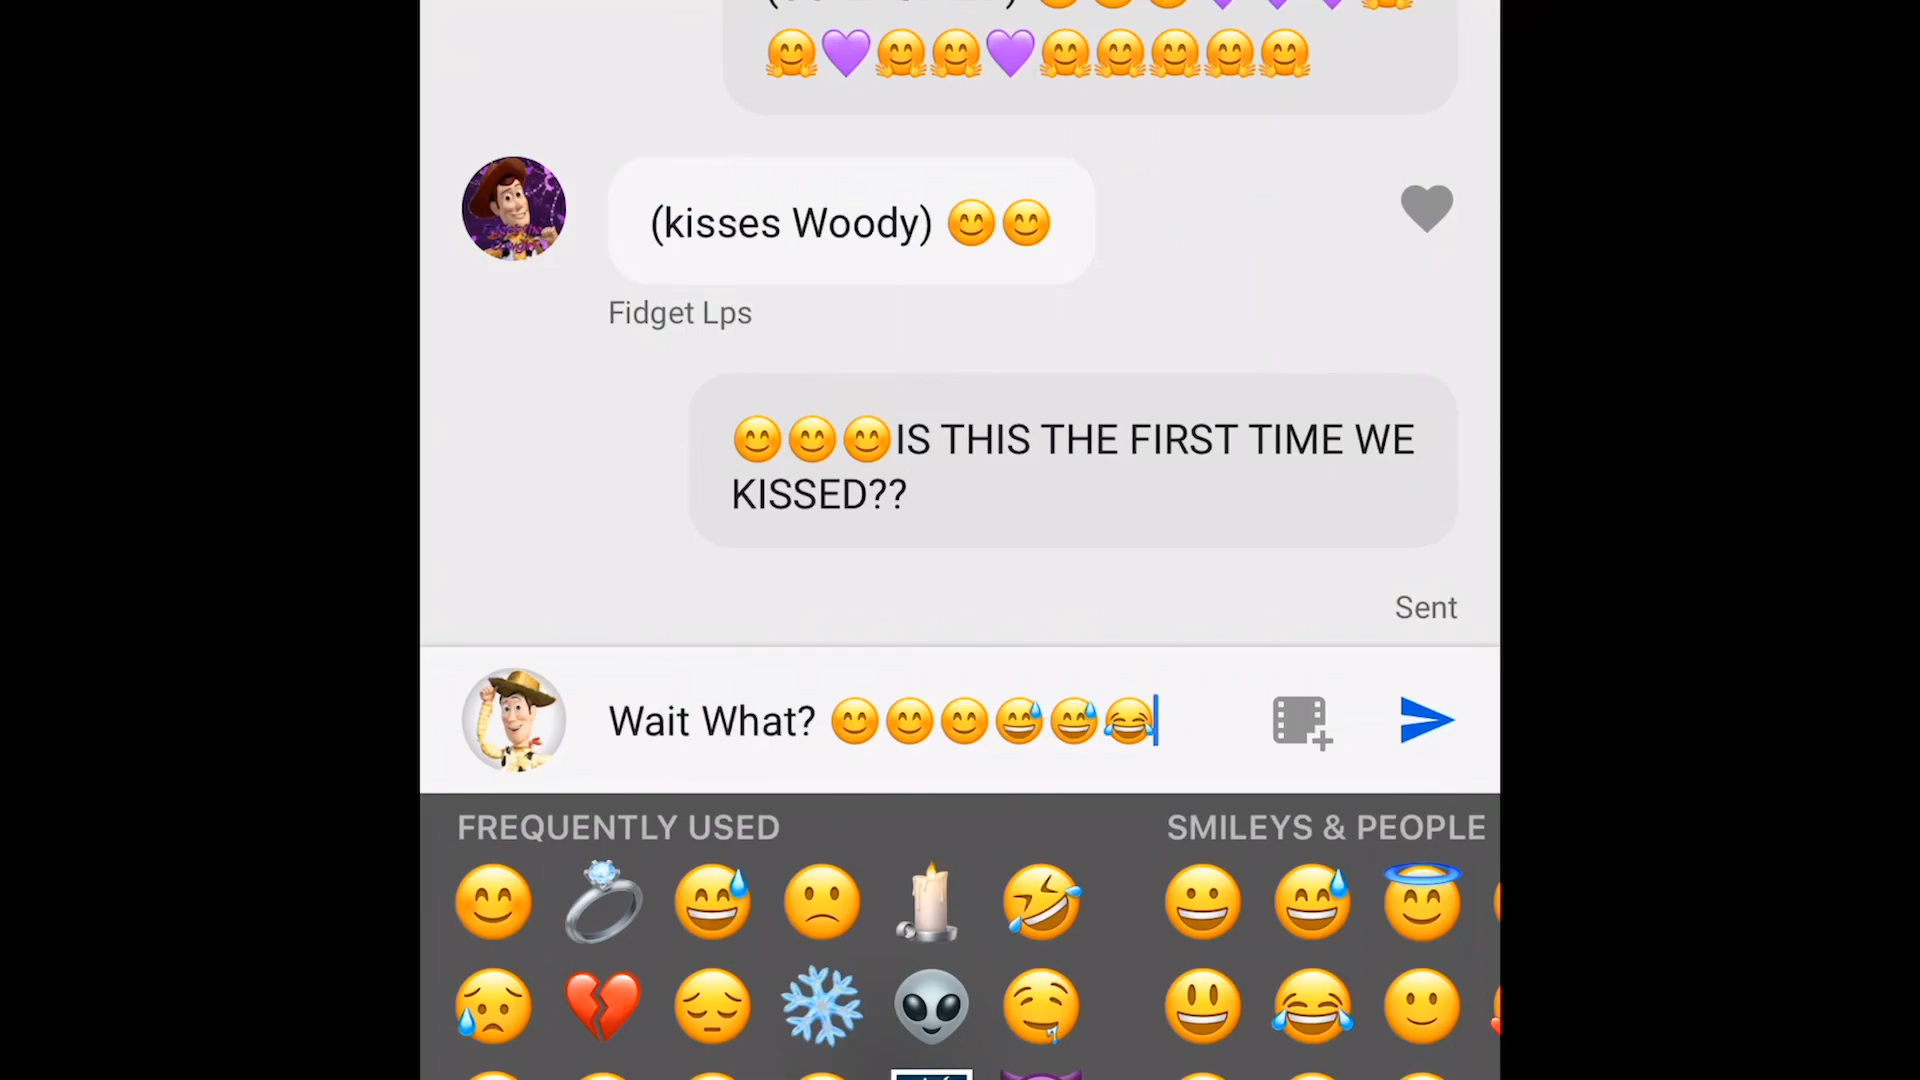 🤗💜🤗🤗💜🤗🤗🤗🤗🤗
(kisses Woody) 😊😊
Fidget Lps
😊😊😊IS THIS THE FIRST TIME WE
KISSED??
Sent
Wait What? 😊😊😊😅😅😂
FREQUENTLY USED
SMILEYS & PEOPLE